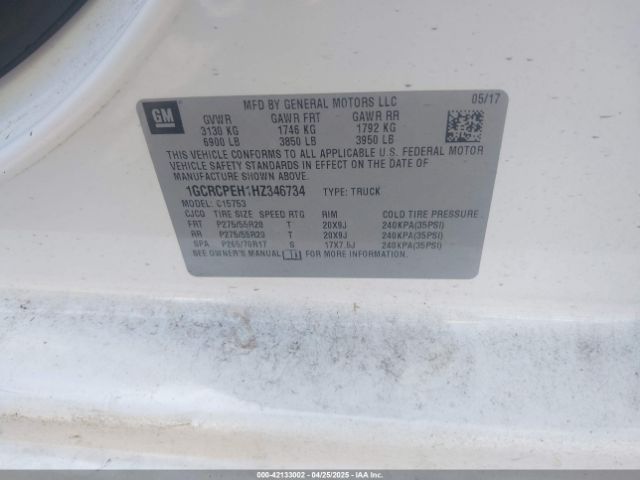 GM
MFD BY GENERAL MOTORS LLC 05/17
GVWR GAWR FRT GAWR RR
3130 KG 1746 KG 1792 KG
6900 LB 3850 LB 3950 LB
THIS VEHICLE CONFORMS TO ALL APPLICABLE U.S. FEDERAL MOTOR
VEHICLE SAFETY STANDARDS IN EFFECT ON THE DATE OF
MANUFACTURE SHOWN ABOVE.
1GCRCPEH1HZ346734 TYPE: TRUCK
MODEL: C15753
CJCO TIRE SIZE SPEED RTG RIM COLD TIRE PRESSURE
FRT P275/55R20 T 20X9J 240KPA(35PSI)
RR P275/55R20 T 20X9J 240KPA(35PSI)
SPA P265/70R17 S 17X7.5J 240KPA(35PSI)
SEE OWNER'S MANUAL FOR MORE INFORMATION.
000-42133002 - 04/25/2025 - IAAI.COM